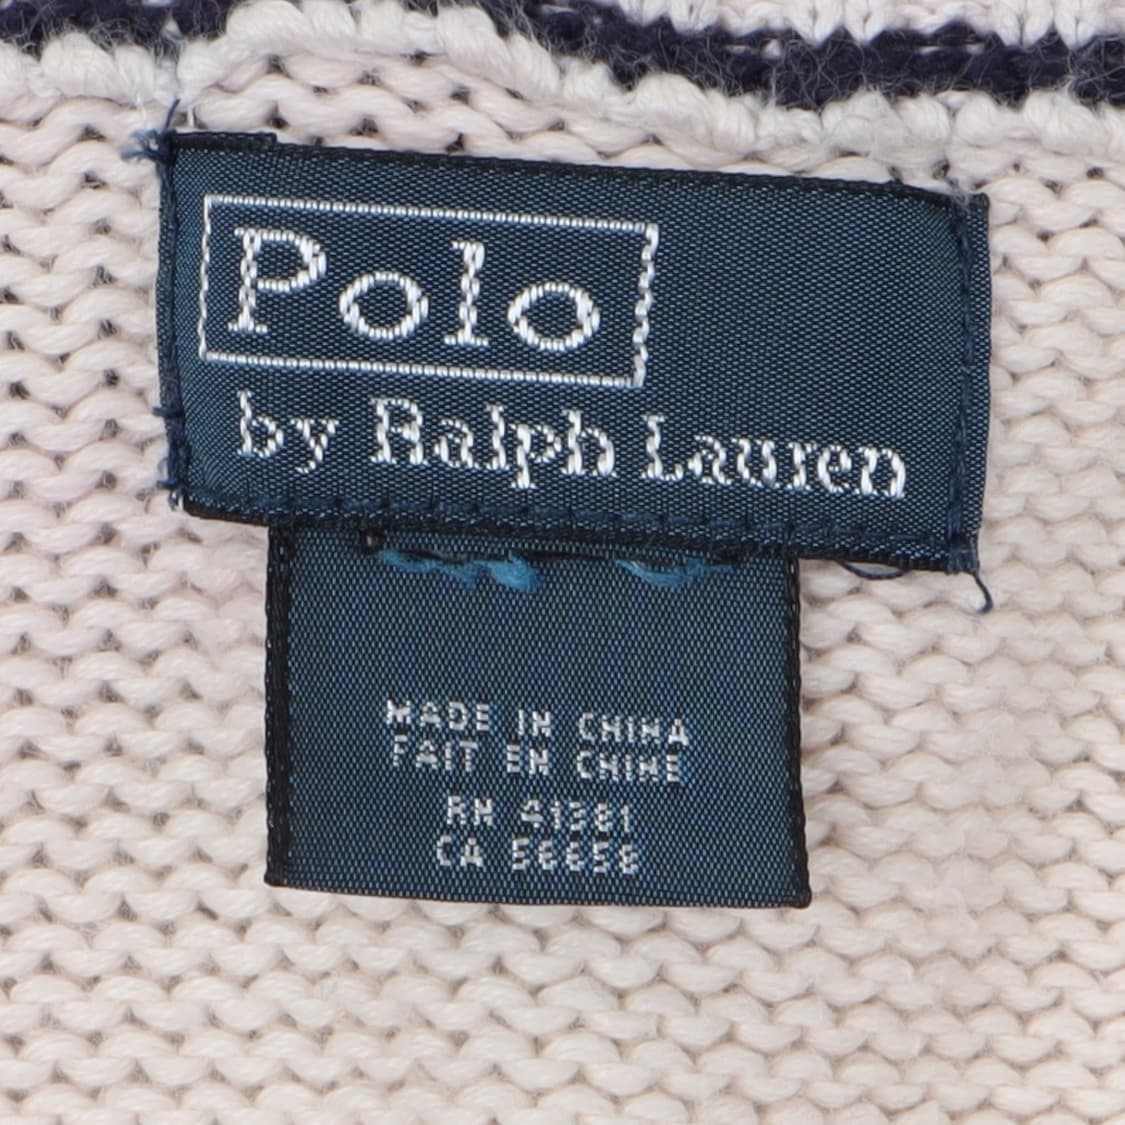 Polo
by Ralph Lauren
MADE IN CHINA
FAIT EN CHINE
RN 41381
CA 56658